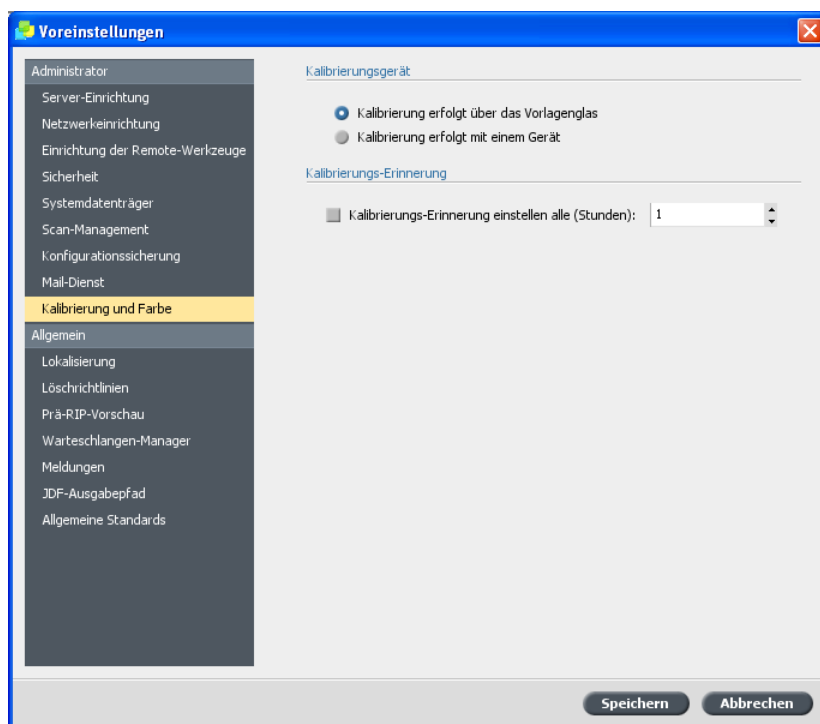 Voreinstellungen
Administrator
Server-Einrichtung
Netzwerkeinrichtung
Einrichtung der Remote-Werkzeuge
Sicherheit
Systemdatenträger
Scan-Management
Konfigurationssicherung
Mail-Dienst
Kalibrierung und Farbe
Allgemein
Lokalisierung
Löschrichtlinien
Prä-RIP-Vorschau
Warteschlangen-Manager
Meldungen
JDF-Ausgabepfad
Allgemeine Standards
Kalibrierungsgerät
Kalibrierung erfolgt über das Vorlagenglas
Kalibrierung erfolgt mit einem Gerät
Kalibrierungs-Erinnerung
Kalibrierungs-Erinnerung einstellen alle (Stunden): 1
Speichern Abbrechen